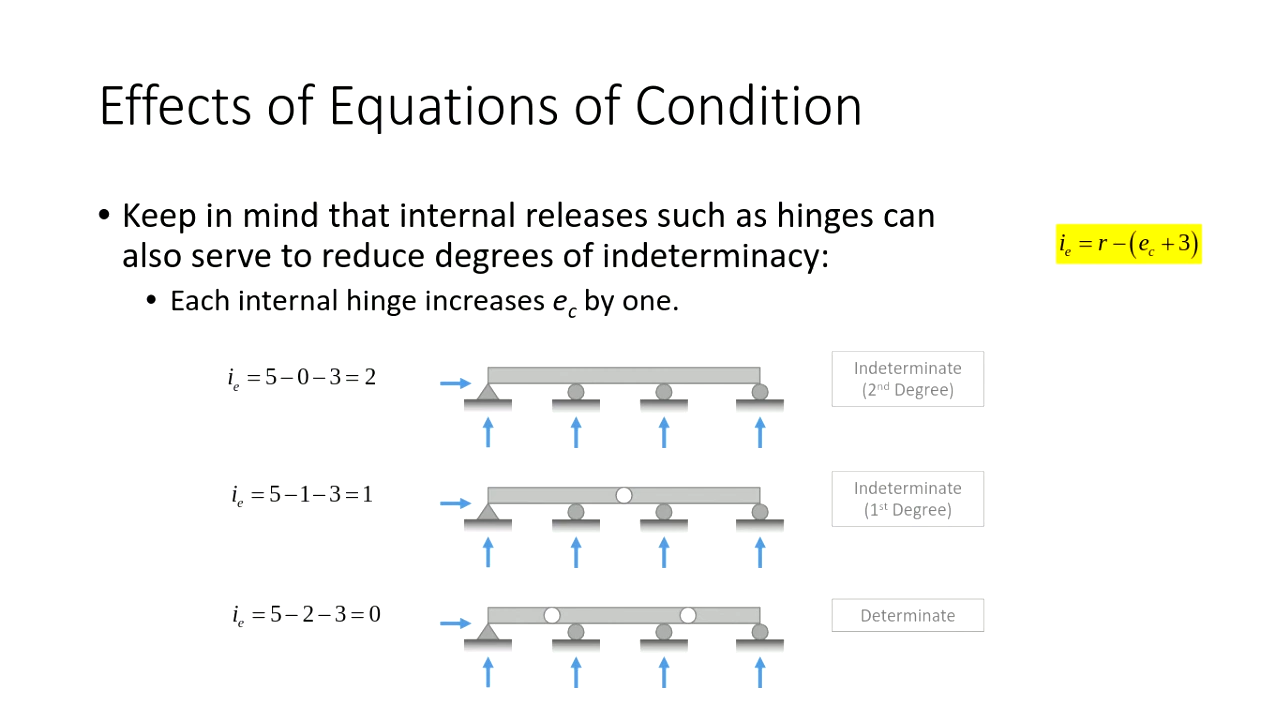 Effects of Equations of Condition
• Keep in mind that internal releases such as hinges can
also serve to reduce degrees of indeterminacy:
• Each internal hinge increases e_c by one.
i_e = r − (e_c + 3)
i_e = 5 − 0 − 3 = 2
Indeterminate
(2nd Degree)
i_e = 5 − 1 − 3 = 1
Indeterminate
(1st Degree)
i_e = 5 − 2 − 3 = 0
Determinate